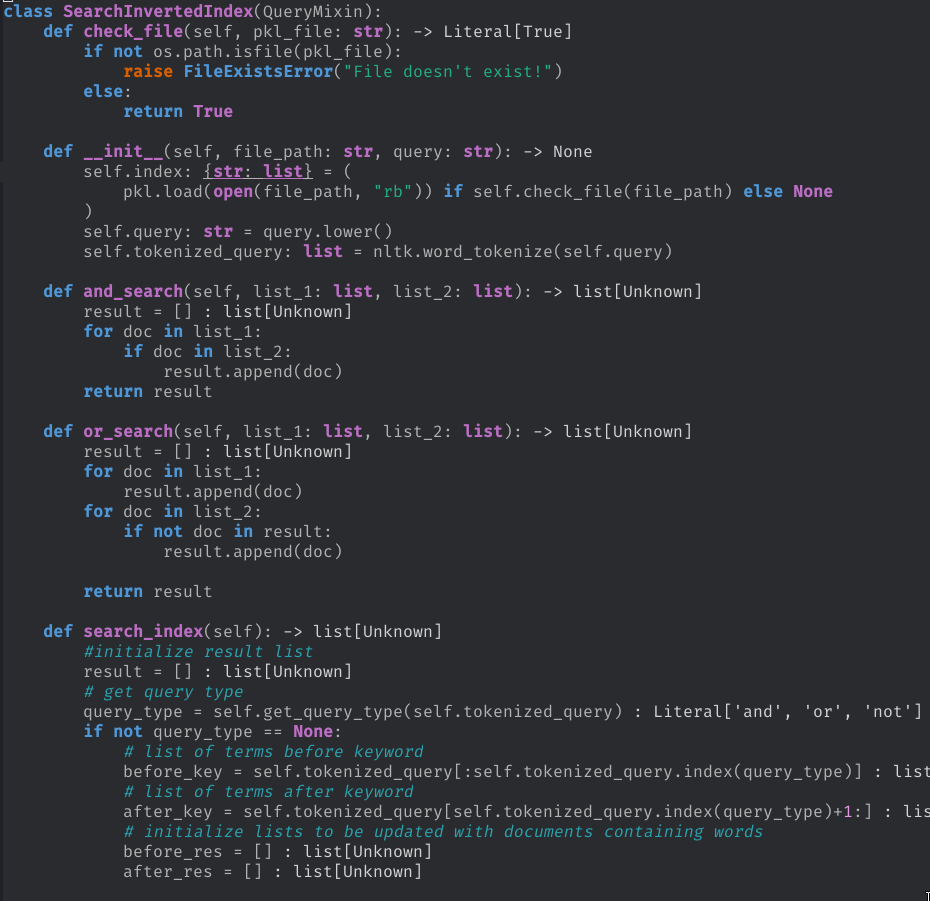 class SearchInvertedIndex(QueryMixin):
    def check_file(self, pkl_file: str): -> Literal[True]
        if not os.path.isfile(pkl_file):
            raise FileExistsError("File doesn't exist!")
        else:
            return True

    def __init__(self, file_path: str, query: str): -> None
        self.index: {str: list} = (
            pkl.load(open(file_path, "rb")) if self.check_file(file_path) else None
        )
        self.query: str = query.lower()
        self.tokenized_query: list = nltk.word_tokenize(self.query)

    def and_search(self, list_1: list, list_2: list): -> list[Unknown]
        result = [] : list[Unknown]
        for doc in list_1:
            if doc in list_2:
                result.append(doc)
        return result

    def or_search(self, list_1: list, list_2: list): -> list[Unknown]
        result = [] : list[Unknown]
        for doc in list_1:
            result.append(doc)
        for doc in list_2:
            if not doc in result:
                result.append(doc)

        return result

    def search_index(self): -> list[Unknown]
        #initialize result list
        result = [] : list[Unknown]
        # get query type
        query_type = self.get_query_type(self.tokenized_query) : Literal['and', 'or', 'not']
        if not query_type == None:
            # list of terms before keyword
            before_key = self.tokenized_query[:self.tokenized_query.index(query_type)] : list
            # list of terms after keyword
            after_key = self.tokenized_query[self.tokenized_query.index(query_type)+1:] : lis
            # initialize lists to be updated with documents containing words
            before_res = [] : list[Unknown]
            after_res = [] : list[Unknown]